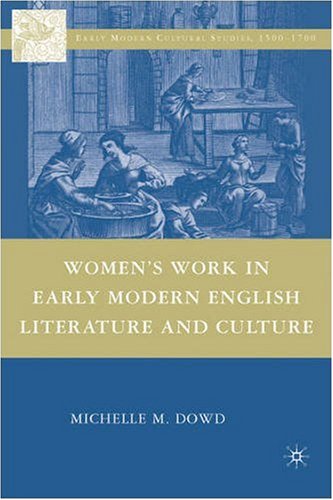 EARLY MODERN CULTURAL STUDIES, 1500–1700
WOMEN'S WORK IN
EARLY MODERN ENGLISH
LITERATURE AND CULTURE
MICHELLE M. DOWD